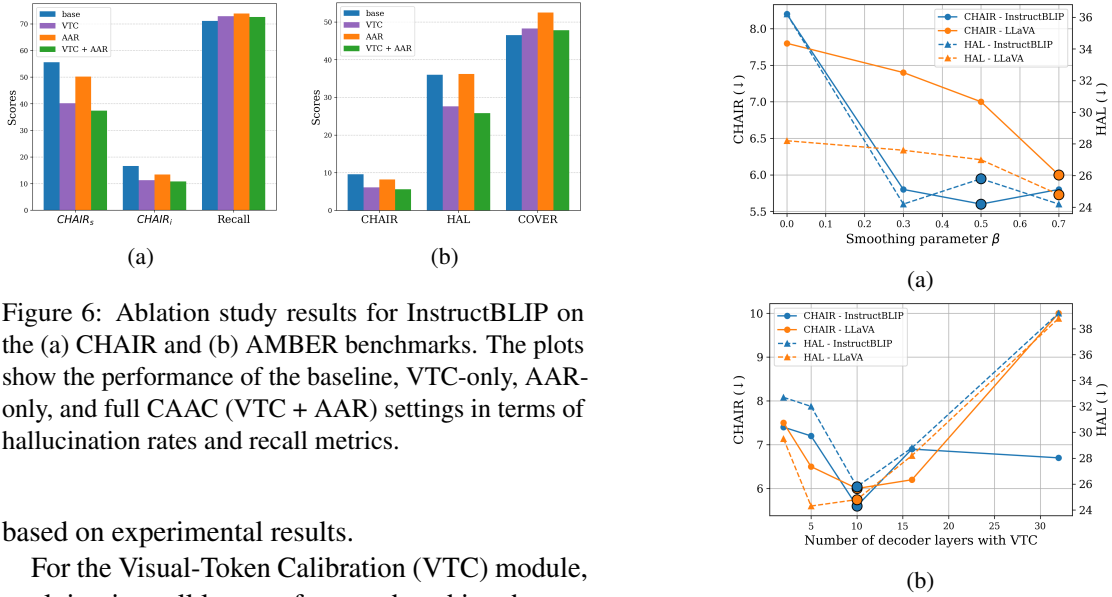 70
60
50
40
30
20
10
0
Scores
base
VTC
AAR
VTC + AAR
CHAIRₛ
CHAIRᵢ
Recall
(a)
50
40
30
20
10
0
Scores
base
VTC
AAR
VTC + AAR
CHAIR
HAL
COVER
(b)
Figure 6: Ablation study results for InstructBLIP on
the (a) CHAIR and (b) AMBER benchmarks. The plots
show the performance of the baseline, VTC-only, AAR-
only, and full CAAC (VTC + AAR) settings in terms of
hallucination rates and recall metrics.
based on experimental results.
For the Visual-Token Calibration (VTC) module,
8.0
7.5
7.0
6.5
6.0
5.5
CHAIR (↓)
CHAIR - InstructBLIP
CHAIR - LLaVA
HAL - InstructBLIP
HAL - LLaVA
36
34
32
30
28
26
24
HAL (↓)
0.0 0.1 0.2 0.3 0.4 0.5 0.6 0.7
Smoothing parameter β
(a)
10
9
8
7
6
CHAIR (↓)
CHAIR - InstructBLIP
CHAIR - LLaVA
HAL - InstructBLIP
HAL - LLaVA
38
36
34
32
30
28
26
24
HAL (↓)
5 10 15 20 25 30
Number of decoder layers with VTC
(b)